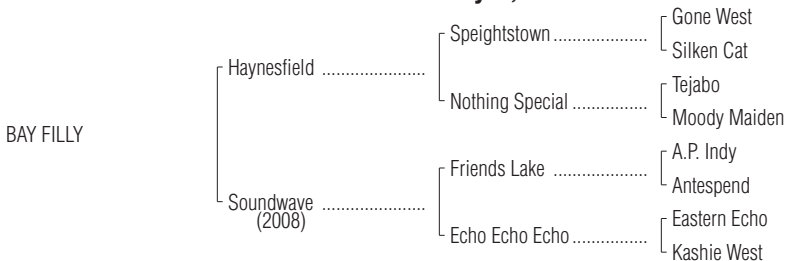 Gone West
Speightstown ....................
Silken Cat
Haynesfield ......................
Tejabo
Nothing Special ................
Moody Maiden
BAY FILLY
A.P. Indy
Friends Lake ....................
Antespend
Soundwave ......................
(2008)
Eastern Echo
Echo Echo Echo ................
Kashie West